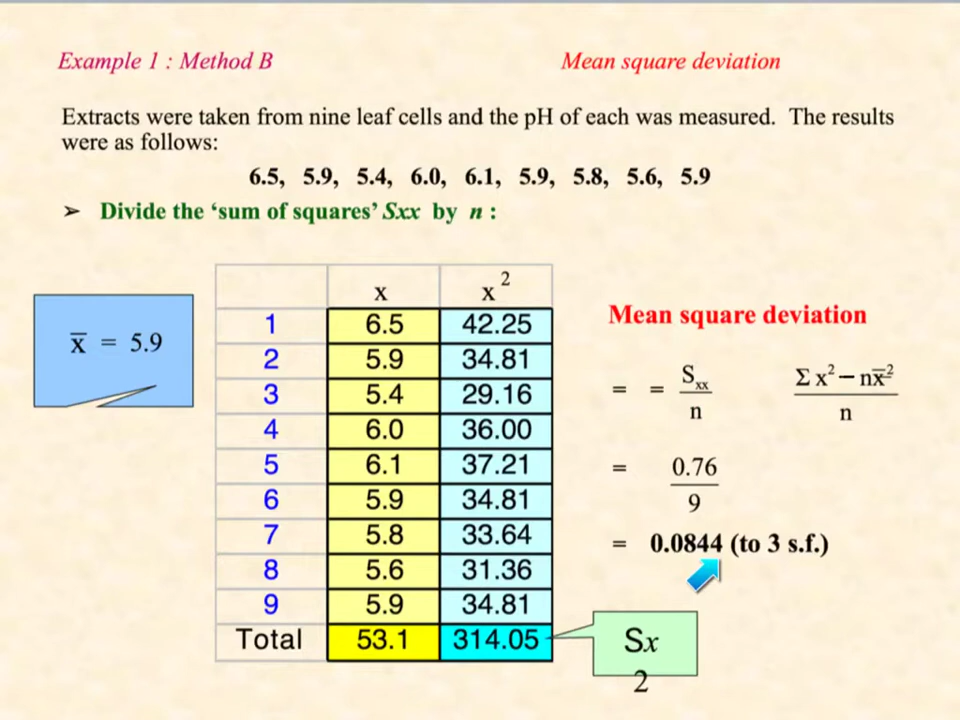 Example 1 : Method B
Mean square deviation
Extracts were taken from nine leaf cells and the pH of each was measured. The results
were as follows:
6.5, 5.9, 5.4, 6.0, 6.1, 5.9, 5.8, 5.6, 5.9
➢ Divide the ‘sum of squares’ Sxx by n :
x̅ = 5.9
x x²
1 6.5 42.25
2 5.9 34.81
3 5.4 29.16
4 6.0 36.00
5 6.1 37.21
6 5.9 34.81
7 5.8 33.64
8 5.6 31.36
9 5.9 34.81
Total 53.1 314.05
Sx
2
Mean square deviation
= = Sxx / n Σ x² − nx̅² / n
= 0.76 / 9
= 0.0844 (to 3 s.f.)